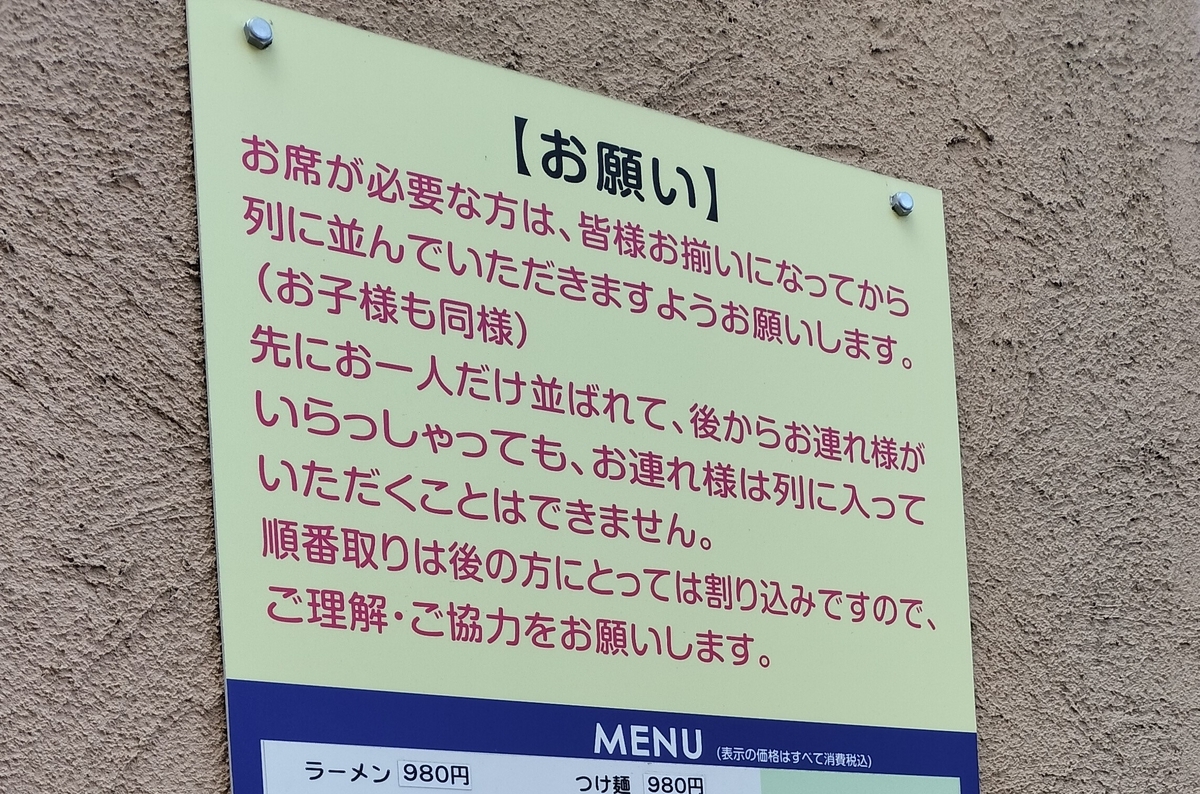 【お願い】
お席が必要な方は、皆様お揃いになってから
列に並んでいただきますようお願いします。
(お子様も同様)
先にお一人だけ並ばれて、後からお連れ様が
いらっしゃっても、お連れ様は列に入って
いただくことはできません。
順番取りは後の方にとっては割り込みですので、
ご理解・ご協力をお願いします。
MENU (表示の価格はすべて消費税込)
ラーメン 980円 つけ麺 980円